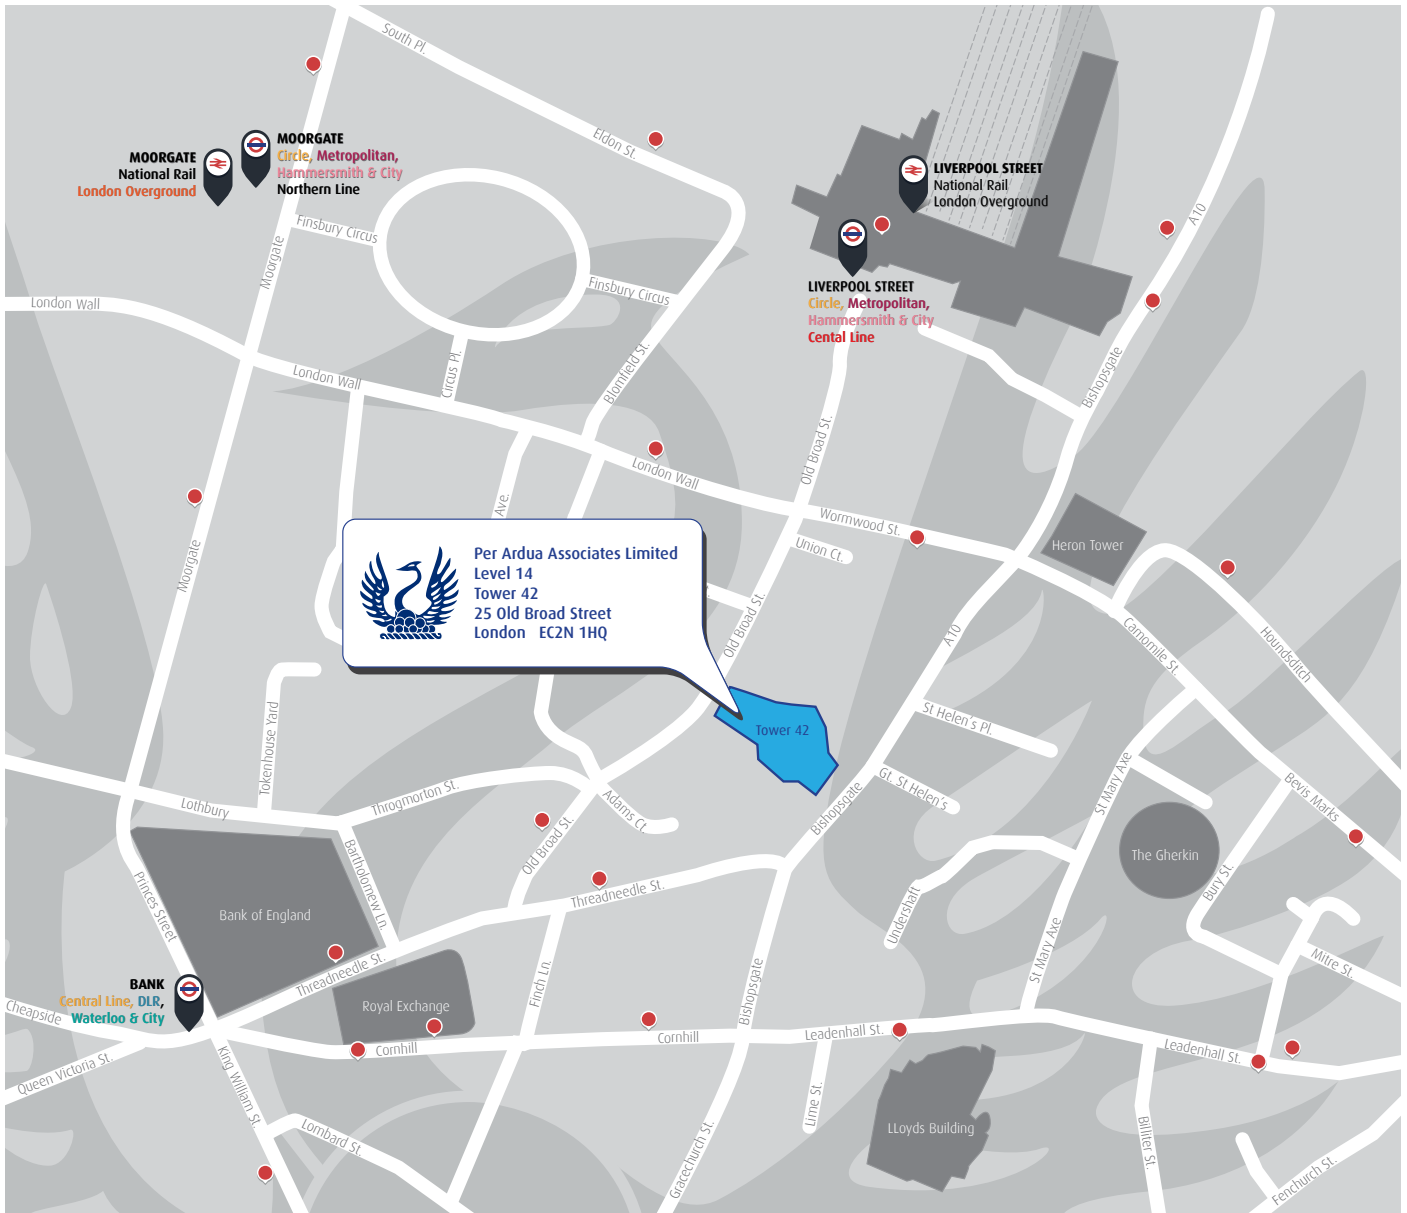 South Pl.
Eldon St.
MOORGATE
National Rail
London Overground
MOORGATE
Circle, Metropolitan,
Hammersmith & City
Northern Line
LIVERPOOL STREET
National Rail
London Overground
A10
Finsbury Circus
Moorgate
Finsbury Circus
LIVERPOOL STREET
Circle, Metropolitan,
Hammersmith & City
Cental Line
London Wall
London Wall
Circus Pl.
Blomfield St.
Bishopsgate
Old Broad St.
London Wall
Ave.
Wormwood St.
Union Ct.
Heron Tower
Moorgate
Per Ardua Associates Limited
Level 14
Tower 42
25 Old Broad Street
London EC2N 1HQ
Old Broad St.
A10
Camomile St.
Houndsditch
Tower 42
St Helen's Pl.
Tokenhouse Yard
Gt. St Helen's
St Mary Axe
Bevis Marks
Lothbury
Throgmorton St.
Adams Ct.
Bishopsgate
Old Broad St.
Bartholomew Ln.
The Gherkin
Bury St.
Princes Street
Bank of England
Threadneedle St.
Undershaft
St Mary Axe
Mitre St.
Threadneedle St.
BANK
Central Line, DLR,
Waterloo & City
Royal Exchange
Finch Ln.
Bishopsgate
Cheapside
Cornhill
Cornhill
Leadenhall St.
Leadenhall St.
Queen Victoria St.
King William St.
Lombard St.
Lime St.
LLoyds Building
Billiter St.
Gracechurch St.
Fenchurch St.